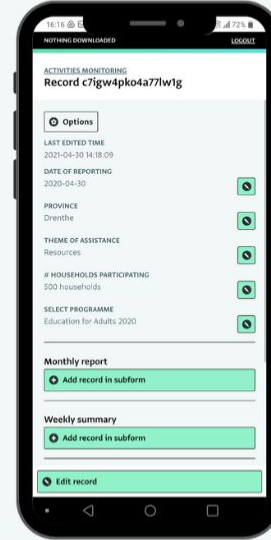 16:16
72%
NOTHING DOWNLOADED LOGOUT
ACTIVITIES MONITORING
Record c7igw4pko4a77lw1g
Options
LAST EDITED TIME
2021-04-30 14:18:09
DATE OF REPORTING
2020-04-30
PROVINCE
Drenthe
THEME OF ASSISTANCE
Resources
# HOUSEHOLDS PARTICIPATING
500 households
SELECT PROGRAMME
Education for Adults 2020
Monthly report
Add record in subform
Weekly summary
Add record in subform
Edit record